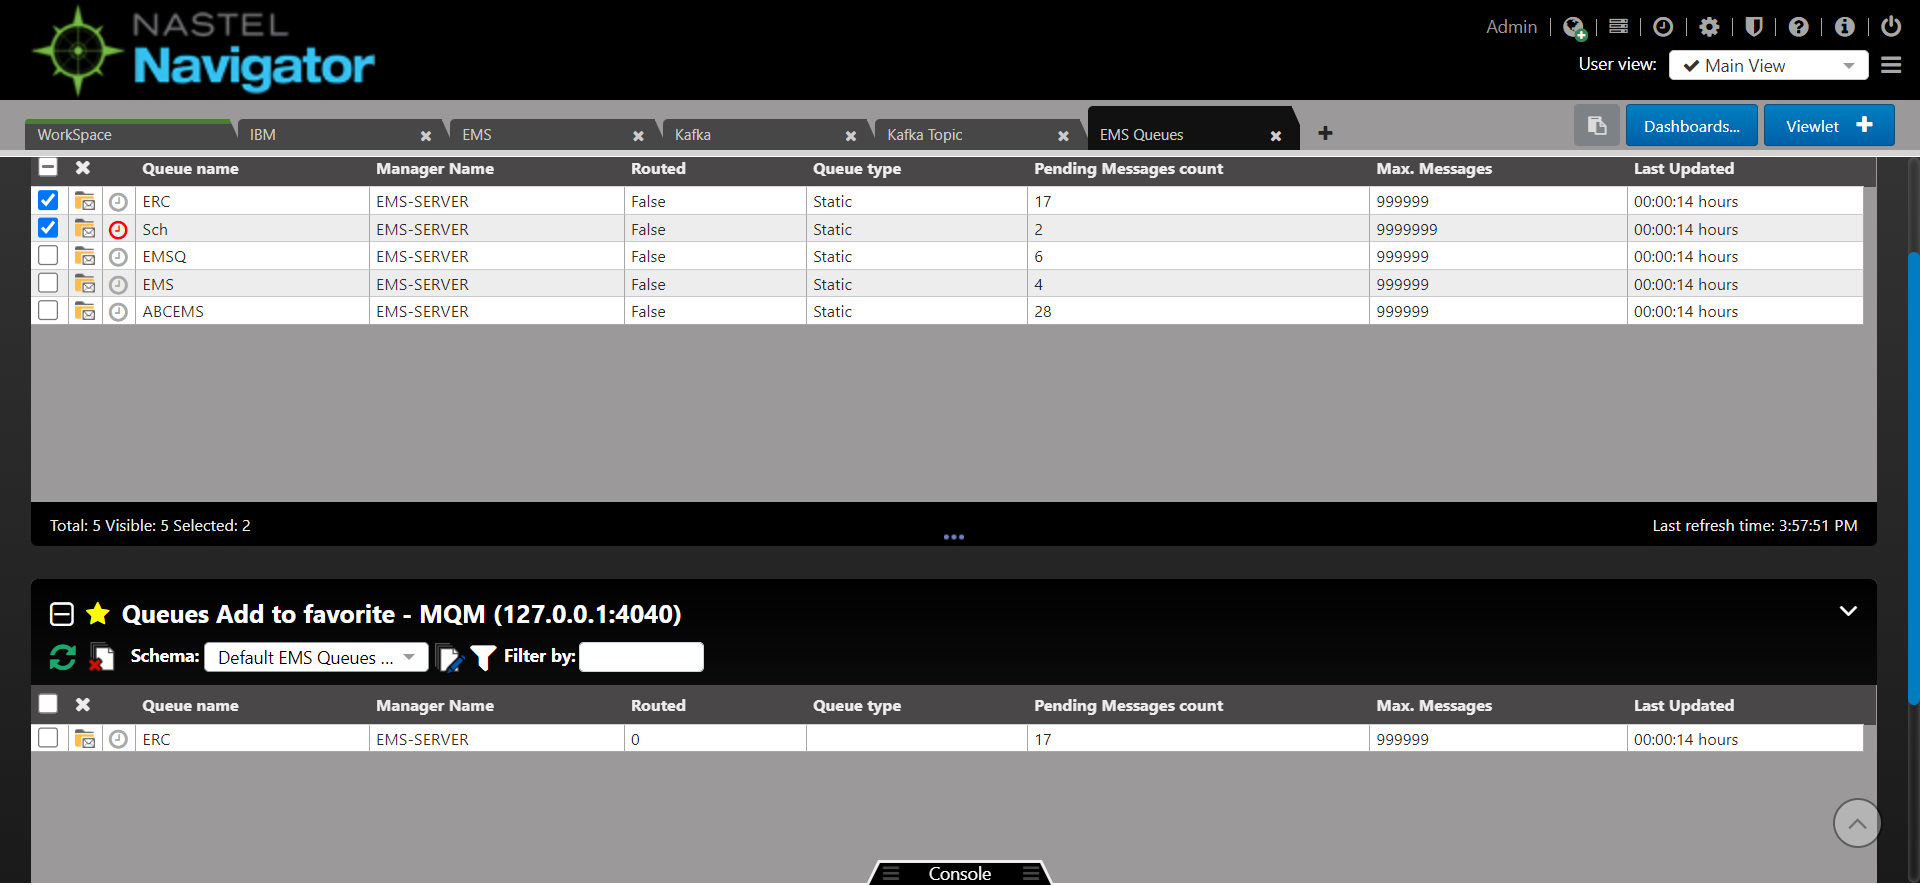 NASTEL
Navigator
Admin
User view: Main View
WorkSpace IBM EMS Kafka Kafka Topic EMS Queues Dashboards... Viewlet
Queue name Manager Name Routed Queue type Pending Messages count Max. Messages Last Updated
ERC EMS-SERVER False Static 17 999999 00:00:14 hours
Sch EMS-SERVER False Static 2 9999999 00:00:14 hours
EMSQ EMS-SERVER False Static 6 999999 00:00:14 hours
EMS EMS-SERVER False Static 4 999999 00:00:14 hours
ABCEMS EMS-SERVER False Static 28 999999 00:00:14 hours
Total: 5 Visible: 5 Selected: 2 Last refresh time: 3:57:51 PM
Queues Add to favorite - MQM (127.0.0.1:4040)
Schema: Default EMS Queues ... Filter by:
Queue name Manager Name Routed Queue type Pending Messages count Max. Messages Last Updated
ERC EMS-SERVER 0 17 999999 00:00:14 hours
Console